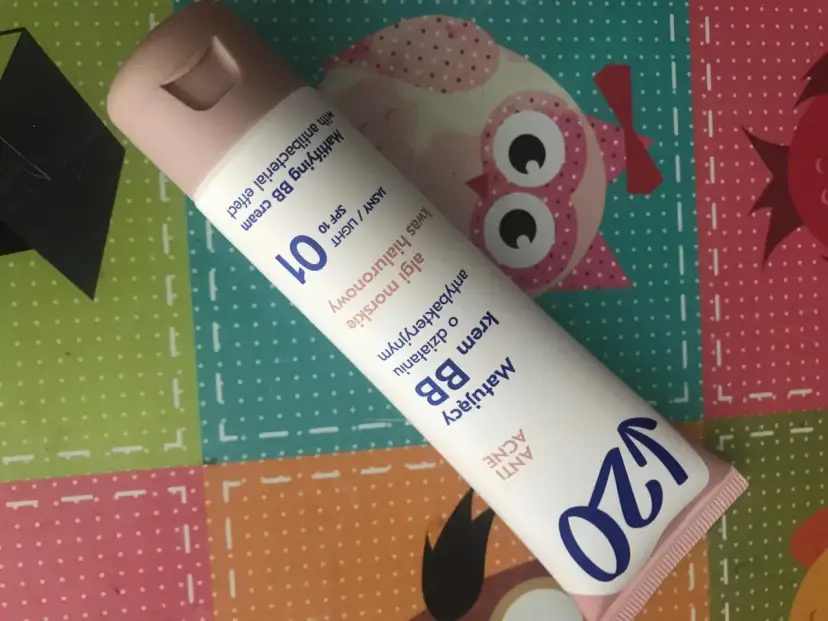 ↓20
ANTI
ACNE
Matujący
krem BB
o działaniu
antybakteryjnym
algi morskie
kwas hialuronowy
JASNY / LIGHT
SPF 10
01
Mattifying BB cream
with antibacterial effect